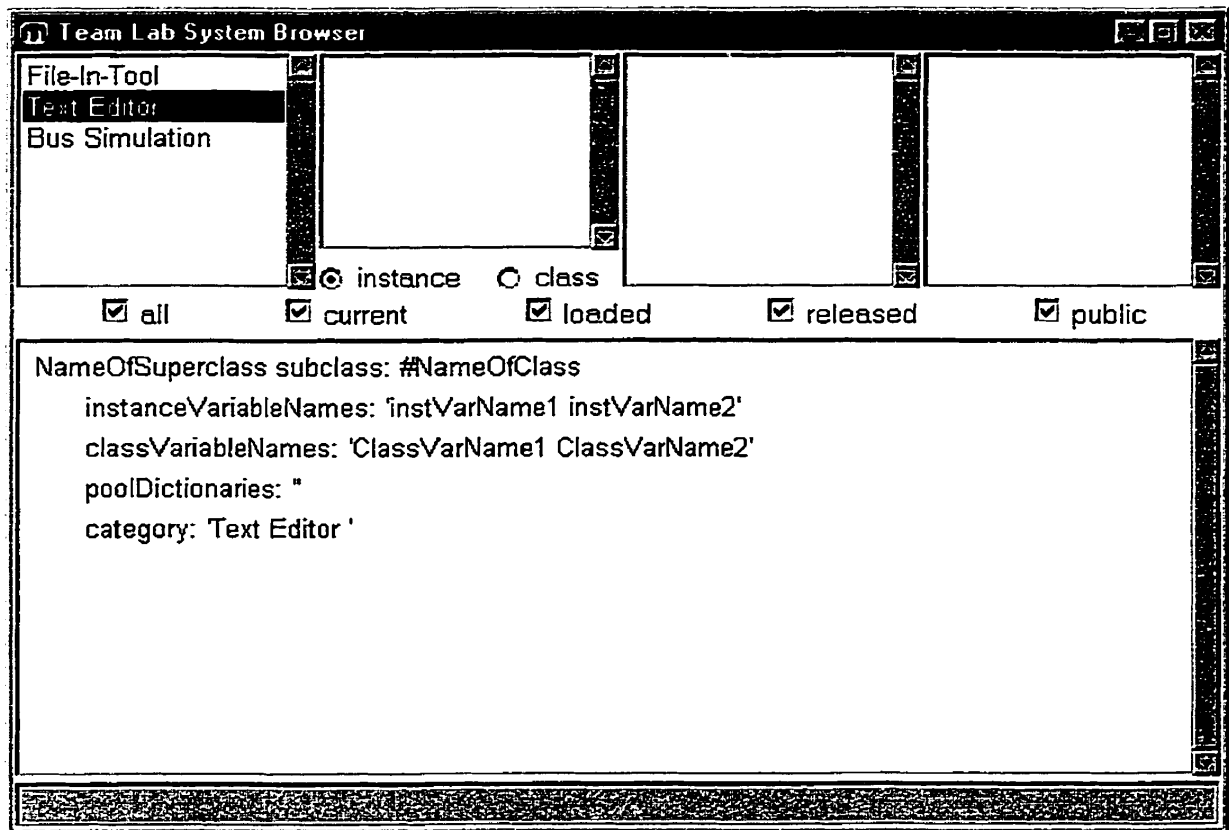 Team Lab System Browser
File-In-Tool
Text Editor
Bus Simulation
instance class
all current loaded released public
NameOfSuperclass subclass: #NameOfClass
instanceVariableNames: 'instVarName1 instVarName2'
classVariableNames: 'ClassVarName1 ClassVarName2'
poolDictionaries: ''
category: 'Text Editor '